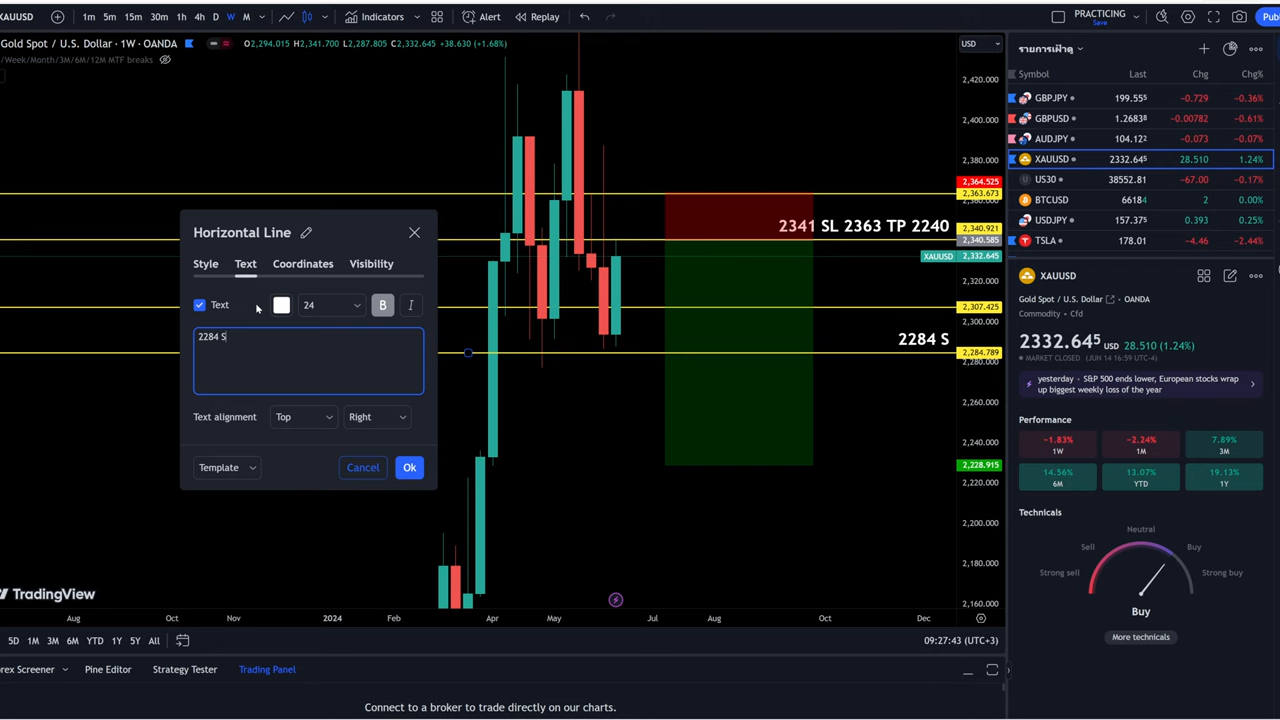 XAUUSD 1m 5m 15m 30m 1h 4h D W M Indicators Alert Replay PRACTICING Save Pub
Gold Spot / U.S. Dollar · 1W · OANDA O2,294.015 H2,341.700 L2,287.805 C2,332.645 +38.630 (+1.68%) USD
/Week/Month/3M/6M/12M MTF breaks
2,420.000
2,400.000
2,380.000
2,364.525
2,363.673
2,360.000
2341 SL 2363 TP 2240
2,340.921
2,340.585
XAUUSD 2,332.645
2,320.000
2,307.425
2,300.000
2284 S
2,284.789
2,280.000
2,260.000
2,240.000
2,228.915
2,220.000
2,200.000
2,180.000
2,160.000
Horizontal Line
Style Text Coordinates Visibility
Text 24 B I
2284 S
Text alignment Top Right
Template Cancel Ok
TradingView
Aug Oct Nov 2024 Feb Apr May Jul Aug Oct Dec
5D 1M 3M 6M YTD 1Y 5Y All 09:27:43 (UTC+3)
orex Screener Pine Editor Strategy Tester Trading Panel
Connect to a broker to trade directly on our charts.
รายการเฝ้าดู
Symbol Last Chg Chg%
GBPJPY 199.555 −0.729 −0.36%
GBPUSD 1.26838 −0.00782 −0.61%
AUDJPY 104.122 −0.073 −0.07%
XAUUSD 2332.645 28.510 1.24%
US30 38552.81 −67.00 −0.17%
BTCUSD 66184 2 0.00%
USDJPY 157.375 0.393 0.25%
TSLA 178.01 −4.46 −2.44%
XAUUSD
Gold Spot / U.S. Dollar OANDA
Commodity · Cfd
2332.645 USD 28.510 (1.24%)
MARKET CLOSED (JUN 14 16:59 UTC-4)
yesterday · S&P 500 ends lower, European stocks wrap
up biggest weekly loss of the year
Performance
−1.83% −2.24% 7.89%
1W 1M 3M
14.56% 13.07% 19.13%
6M YTD 1Y
Technicals
Neutral
Sell Buy
Strong sell Strong buy
Buy
More technicals